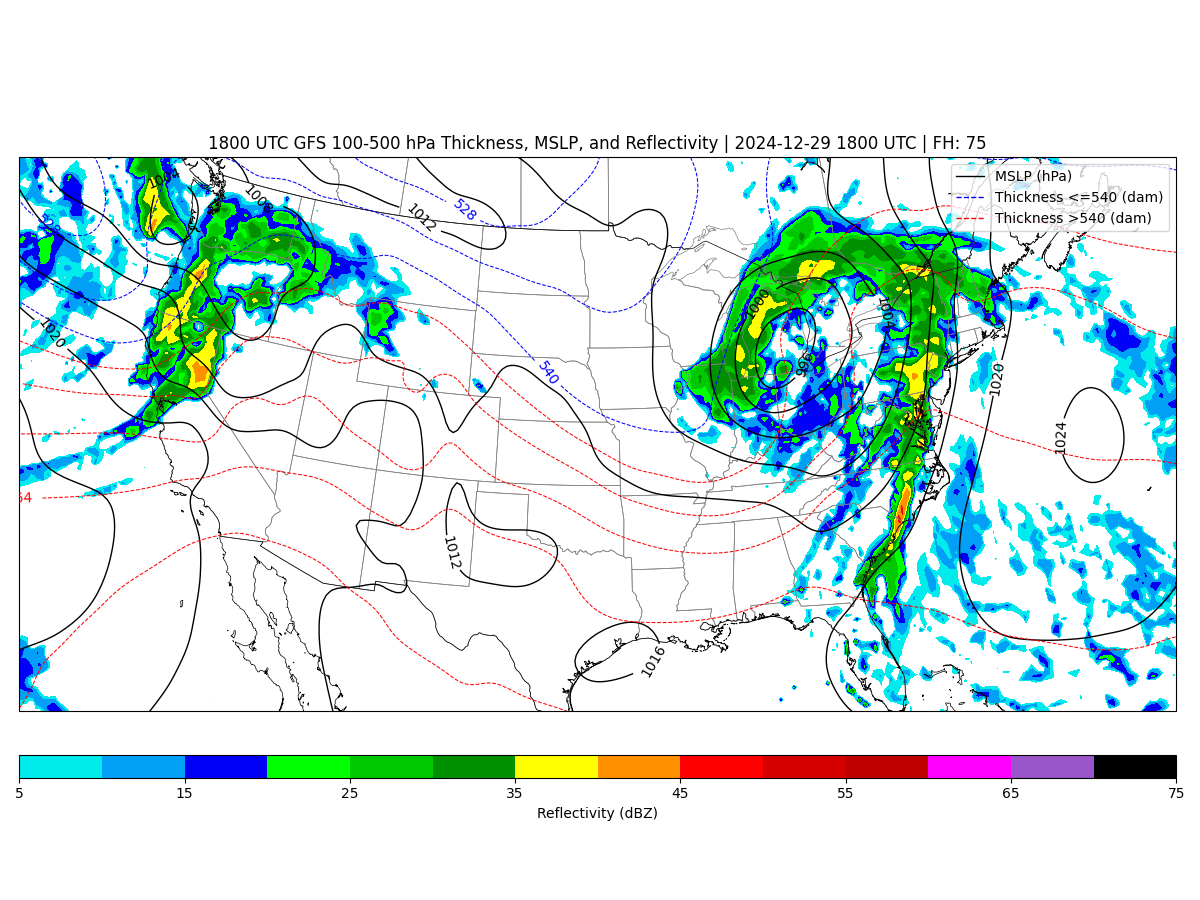 1800 UTC GFS 100-500 hPa Thickness, MSLP, and Reflectivity | 2024-12-29 1800 UTC | FH: 75
MSLP (hPa)
Thickness <=540 (dam)
Thickness >540 (dam)
1008
1012
528
1020
540
1000
1004
996
1020
1024
1012
1016
5 15 25 35 45 55 65 75
Reflectivity (dBZ)